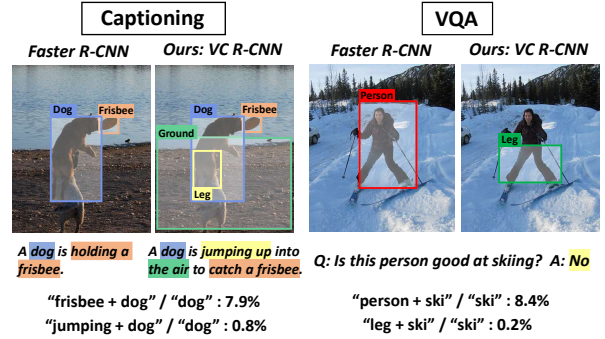 Captioning
VQA
Faster R-CNN
Ours: VC R-CNN
Faster R-CNN
Ours: VC R-CNN
Dog
Frisbee
Dog
Frisbee
Ground
Leg
Person
Leg
A dog is holding a
frisbee.
A dog is jumping up into
the air to catch a frisbee.
Q: Is this person good at skiing? A: No
“frisbee + dog” / “dog” : 7.9%
“jumping + dog” / “dog” : 0.8%
“person + ski” / “ski” : 8.4%
“leg + ski” / “ski” : 0.2%